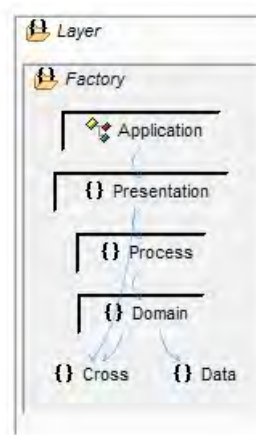 Layer
Factory
Application
{} Presentation
{} Process
{} Domain
{} Cross {} Data